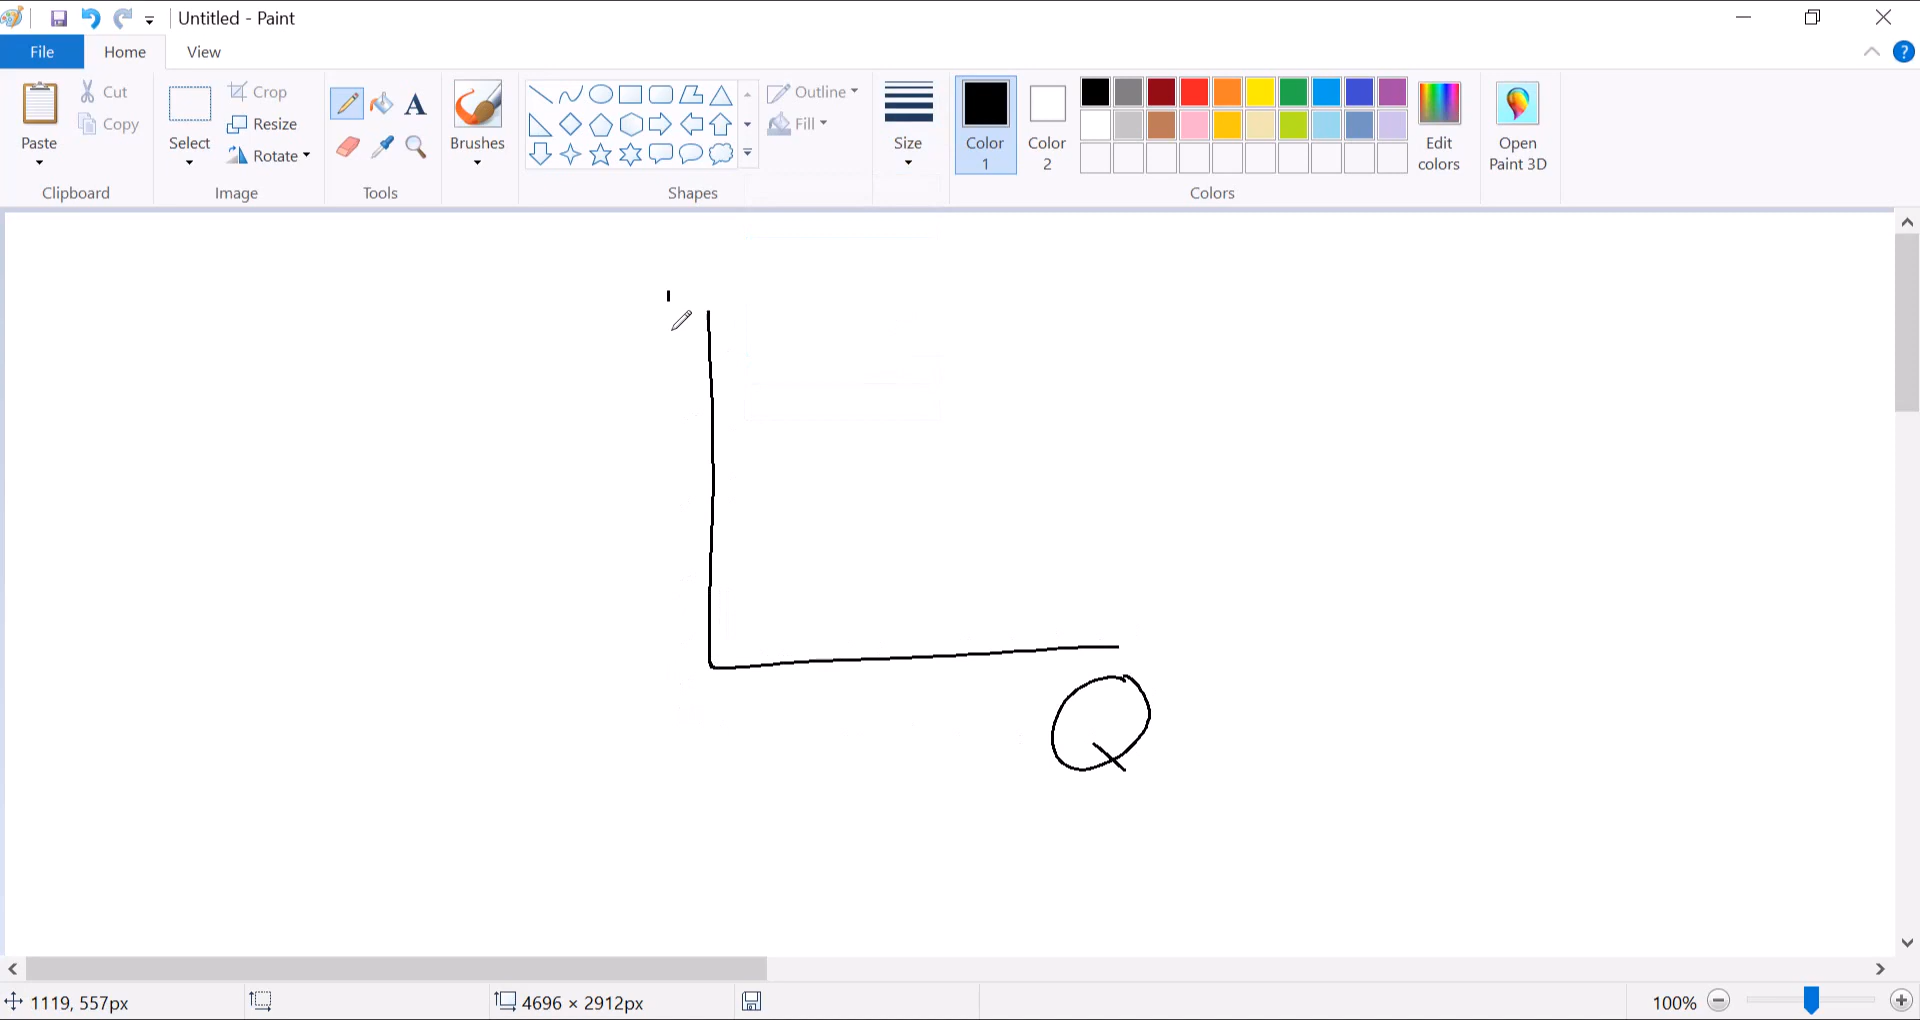 Untitled - Paint
File Home View
Paste
Cut
Copy
Clipboard
Select
Crop
Resize
Rotate
Image
A
Tools
Brushes
Shapes
Outline
Fill
Size
Color 1
Color 2
Colors
Edit colors
Open Paint 3D
?
Q
1119, 557px
4696 × 2912px
100%